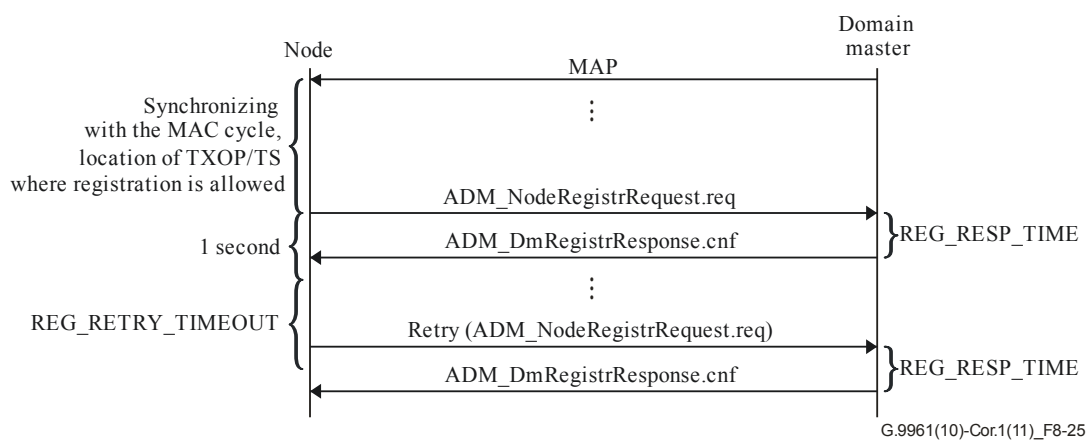 Domain
master
Node
MAP
Synchronizing
with the MAC cycle,
location of TXOP/TS
where registration is allowed
ADM_NodeRegistrRequest.req
1 second
ADM_DmRegistrResponse.cnf
REG_RESP_TIME
REG_RETRY_TIMEOUT
Retry (ADM_NodeRegistrRequest.req)
ADM_DmRegistrResponse.cnf
REG_RESP_TIME
G.9961(10)-Cor.1(11)_F8-25